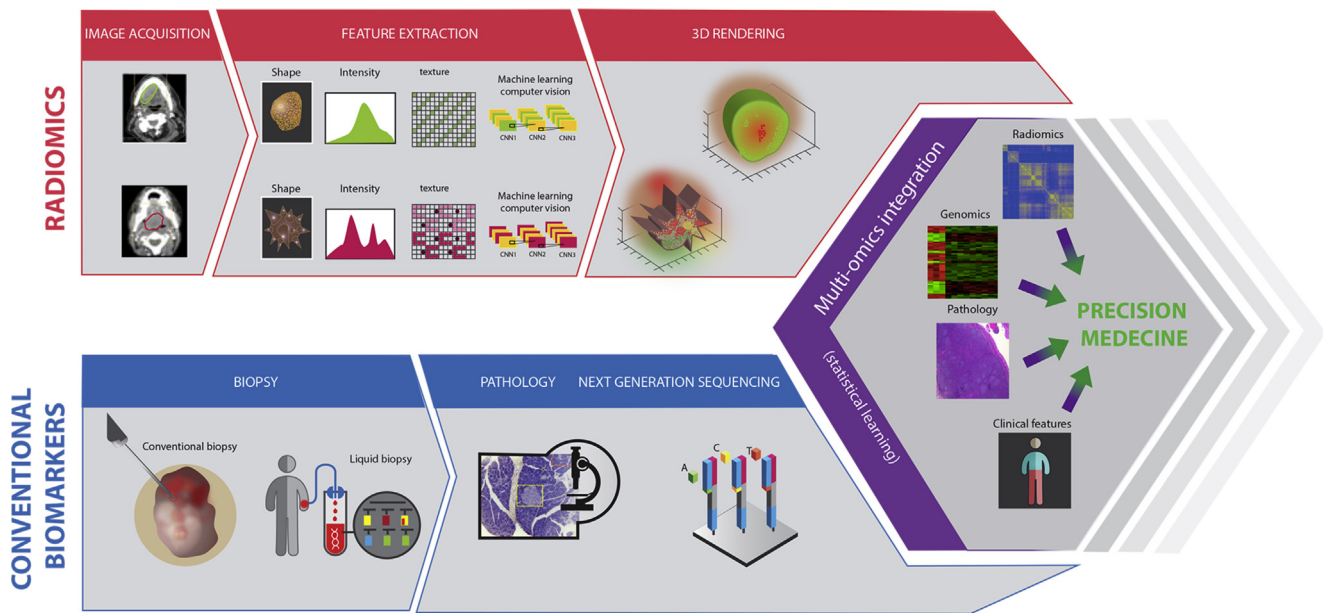 RADIOMICS
IMAGE ACQUISITION
FEATURE EXTRACTION
3D RENDERING
Shape
Intensity
texture
Machine learning
computer vision
CNN1
CNN2
CNN3
Shape
Intensity
texture
Machine learning
computer vision
CNN1
CNN2
CNN3
CONVENTIONAL
BIOMARKERS
BIOPSY
PATHOLOGY
NEXT GENERATION SEQUENCING
Conventional biopsy
Liquid biopsy
A
C
T
Multi-omics integration
(statistical learning)
Radiomics
Genomics
Pathology
Clinical features
PRECISION
MEDECINE